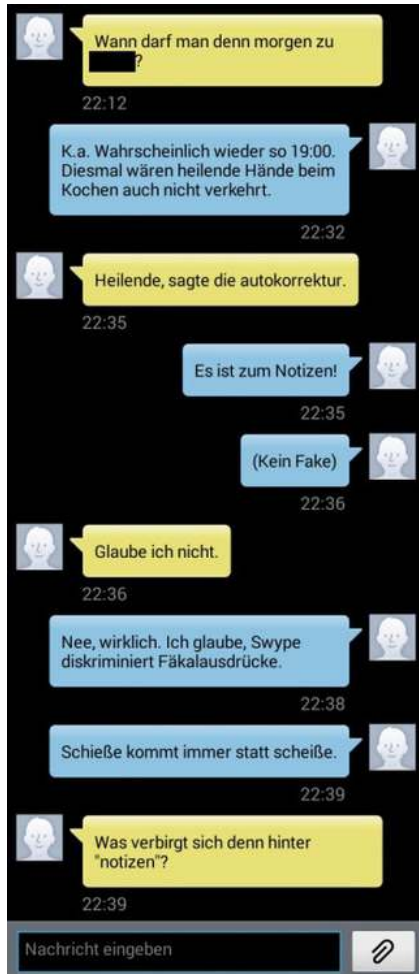 Wann darf man denn morgen zu
?
22:12
K.a. Wahrscheinlich wieder so 19:00.
Diesmal wären heilende Hände beim
Kochen auch nicht verkehrt.
22:32
Heilende, sagte die autokorrektur.
22:35
Es ist zum Notizen!
22:35
(Kein Fake)
22:36
Glaube ich nicht.
22:36
Nee, wirklich. Ich glaube, Swype
diskriminiert Fäkalausdrücke.
22:38
Schieße kommt immer statt scheiße.
22:39
Was verbirgt sich denn hinter
"notizen"?
22:39
Nachricht eingeben